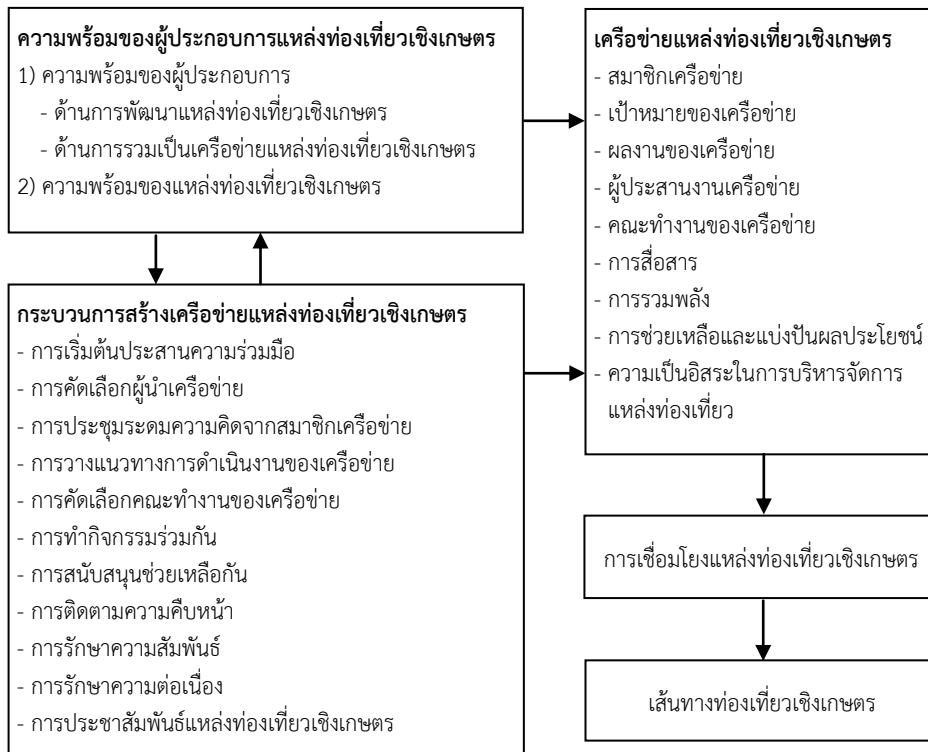 ความพร้อมของผู้ประกอบการแหล่งท่องเที่ยวเชิงเกษตร
1) ความพร้อมของผู้ประกอบการ
- ด้านการพัฒนาแหล่งท่องเที่ยวเชิงเกษตร
- ด้านการรวมเป็นเครือข่ายแหล่งท่องเที่ยวเชิงเกษตร
2) ความพร้อมของแหล่งท่องเที่ยวเชิงเกษตร
กระบวนการสร้างเครือข่ายแหล่งท่องเที่ยวเชิงเกษตร
- การเริ่มต้นประสานความร่วมมือ
- การคัดเลือกผู้นำเครือข่าย
- การประชุมระดมความคิดจากสมาชิกเครือข่าย
- การวางแนวทางการดำเนินงานของเครือข่าย
- การคัดเลือกคณะทำงานของเครือข่าย
- การทำกิจกรรมร่วมกัน
- การสนับสนุนช่วยเหลือกัน
- การติดตามความคืบหน้า
- การรักษาความสัมพันธ์
- การรักษาความต่อเนื่อง
- การประชาสัมพันธ์แหล่งท่องเที่ยวเชิงเกษตร
เครือข่ายแหล่งท่องเที่ยวเชิงเกษตร
- สมาชิกเครือข่าย
- เป้าหมายของเครือข่าย
- ผลงานของเครือข่าย
- ผู้ประสานงานเครือข่าย
- คณะทำงานของเครือข่าย
- การสื่อสาร
- การรวมพลัง
- การช่วยเหลือและแบ่งปันผลประโยชน์
- ความเป็นอิสระในการบริหารจัดการ
แหล่งท่องเที่ยว
การเชื่อมโยงแหล่งท่องเที่ยวเชิงเกษตร
เส้นทางท่องเที่ยวเชิงเกษตร